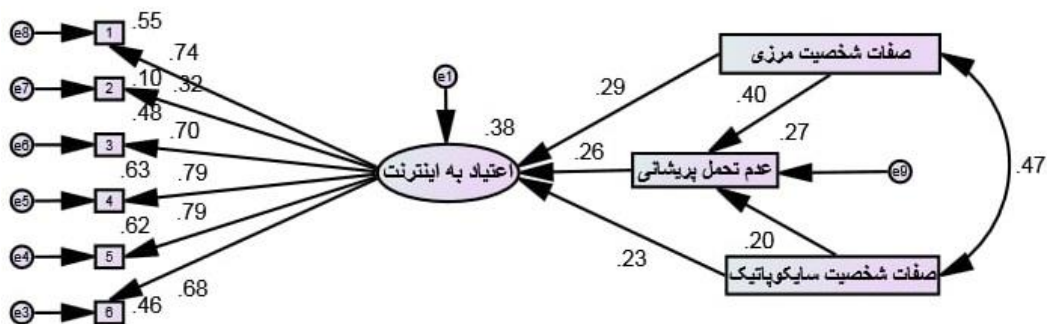 e8
1
.55
.74
e7
2
.10
.32
e6
3
.48
.70
e5
4
.63
.79
e4
5
.62
.79
e3
6
.46
.68
e1
.38
اعتیاد به اینترنت
.29
.26
.23
صفات شخصیت مرزی
.40
.27
عدم تحمل پریشانی
e9
.47
.20
صفات شخصیت سایکوپاتیک